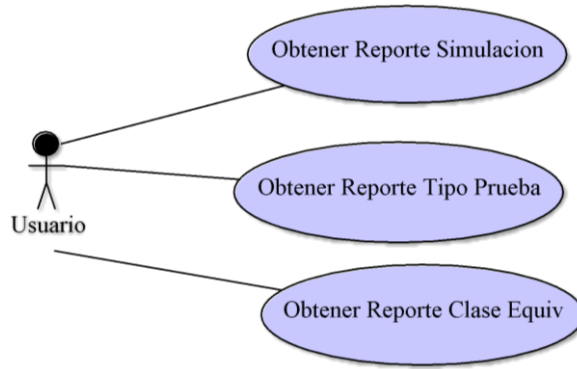 Obtener Reporte Simulacion
Obtener Reporte Tipo Prueba
Usuario
Obtener Reporte Clase Equiv